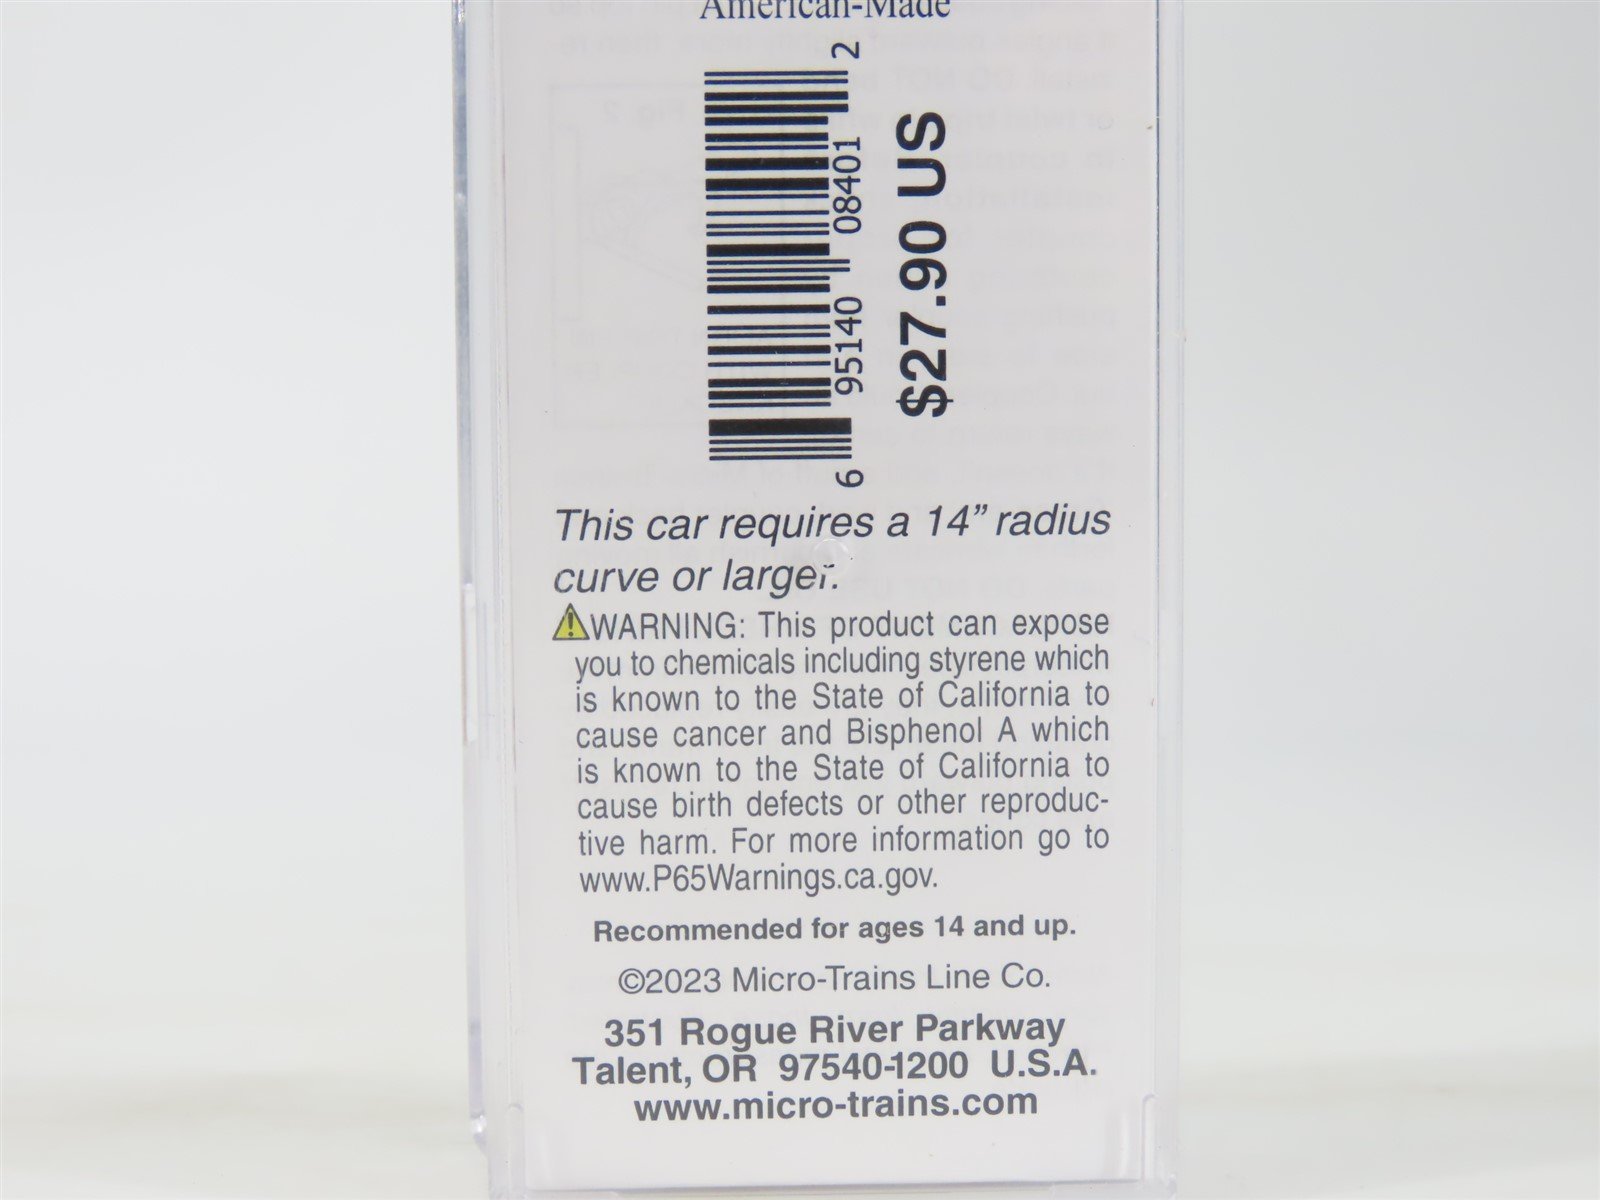 American-Made
6 95140 08401 2
$27.90 US
This car requires a 14” radius
curve or larger.
WARNING: This product can expose
you to chemicals including styrene which
is known to the State of California to
cause cancer and Bisphenol A which
is known to the State of California to
cause birth defects or other reproduc-
tive harm. For more information go to
www.P65Warnings.ca.gov.
Recommended for ages 14 and up.
©2023 Micro-Trains Line Co.
351 Rogue River Parkway
Talent, OR 97540-1200 U.S.A.
www.micro-trains.com